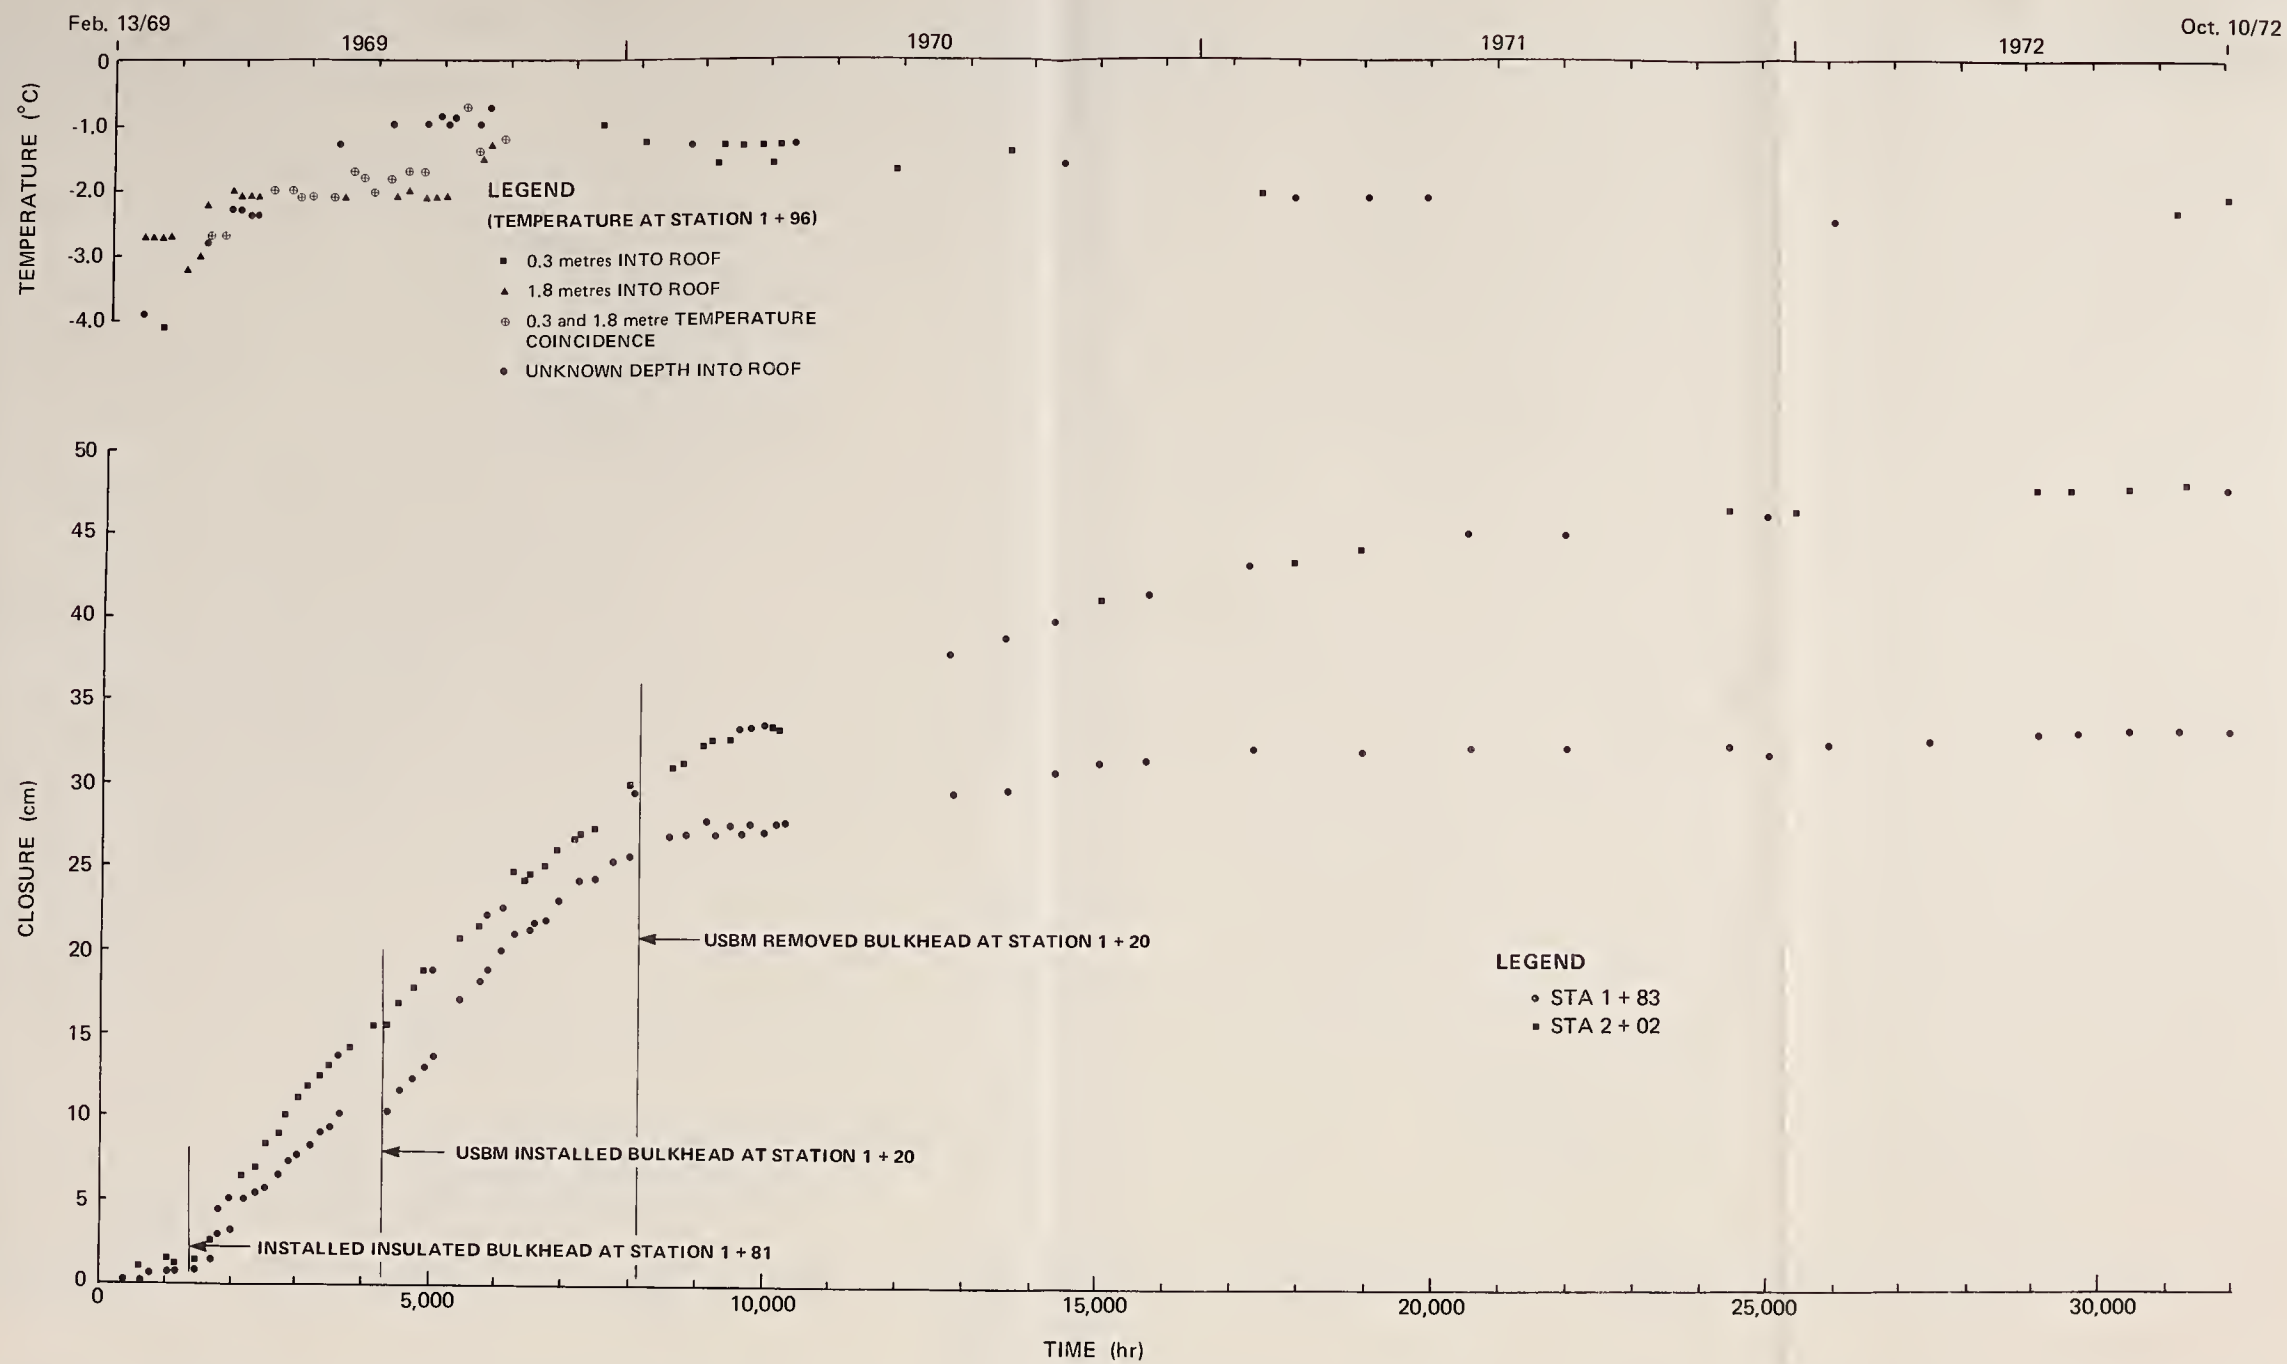 Feb. 13/69
Oct. 10/72
1969
1970
1971
1972
TEMPERATURE (°C)
0
-1.0
-2.0
-3.0
-4.0
LEGEND
(TEMPERATURE AT STATION 1 + 96)
0.3 metres INTO ROOF
1.8 metres INTO ROOF
0.3 and 1.8 metre TEMPERATURE
COINCIDENCE
UNKNOWN DEPTH INTO ROOF
CLOSURE (cm)
50
45
40
35
30
25
20
15
10
5
0
USBM REMOVED BULKHEAD AT STATION 1 + 20
USBM INSTALLED BULKHEAD AT STATION 1 + 20
INSTALLED INSULATED BULKHEAD AT STATION 1 + 81
LEGEND
STA 1 + 83
STA 2 + 02
0
5,000
10,000
15,000
20,000
25,000
30,000
TIME (hr)